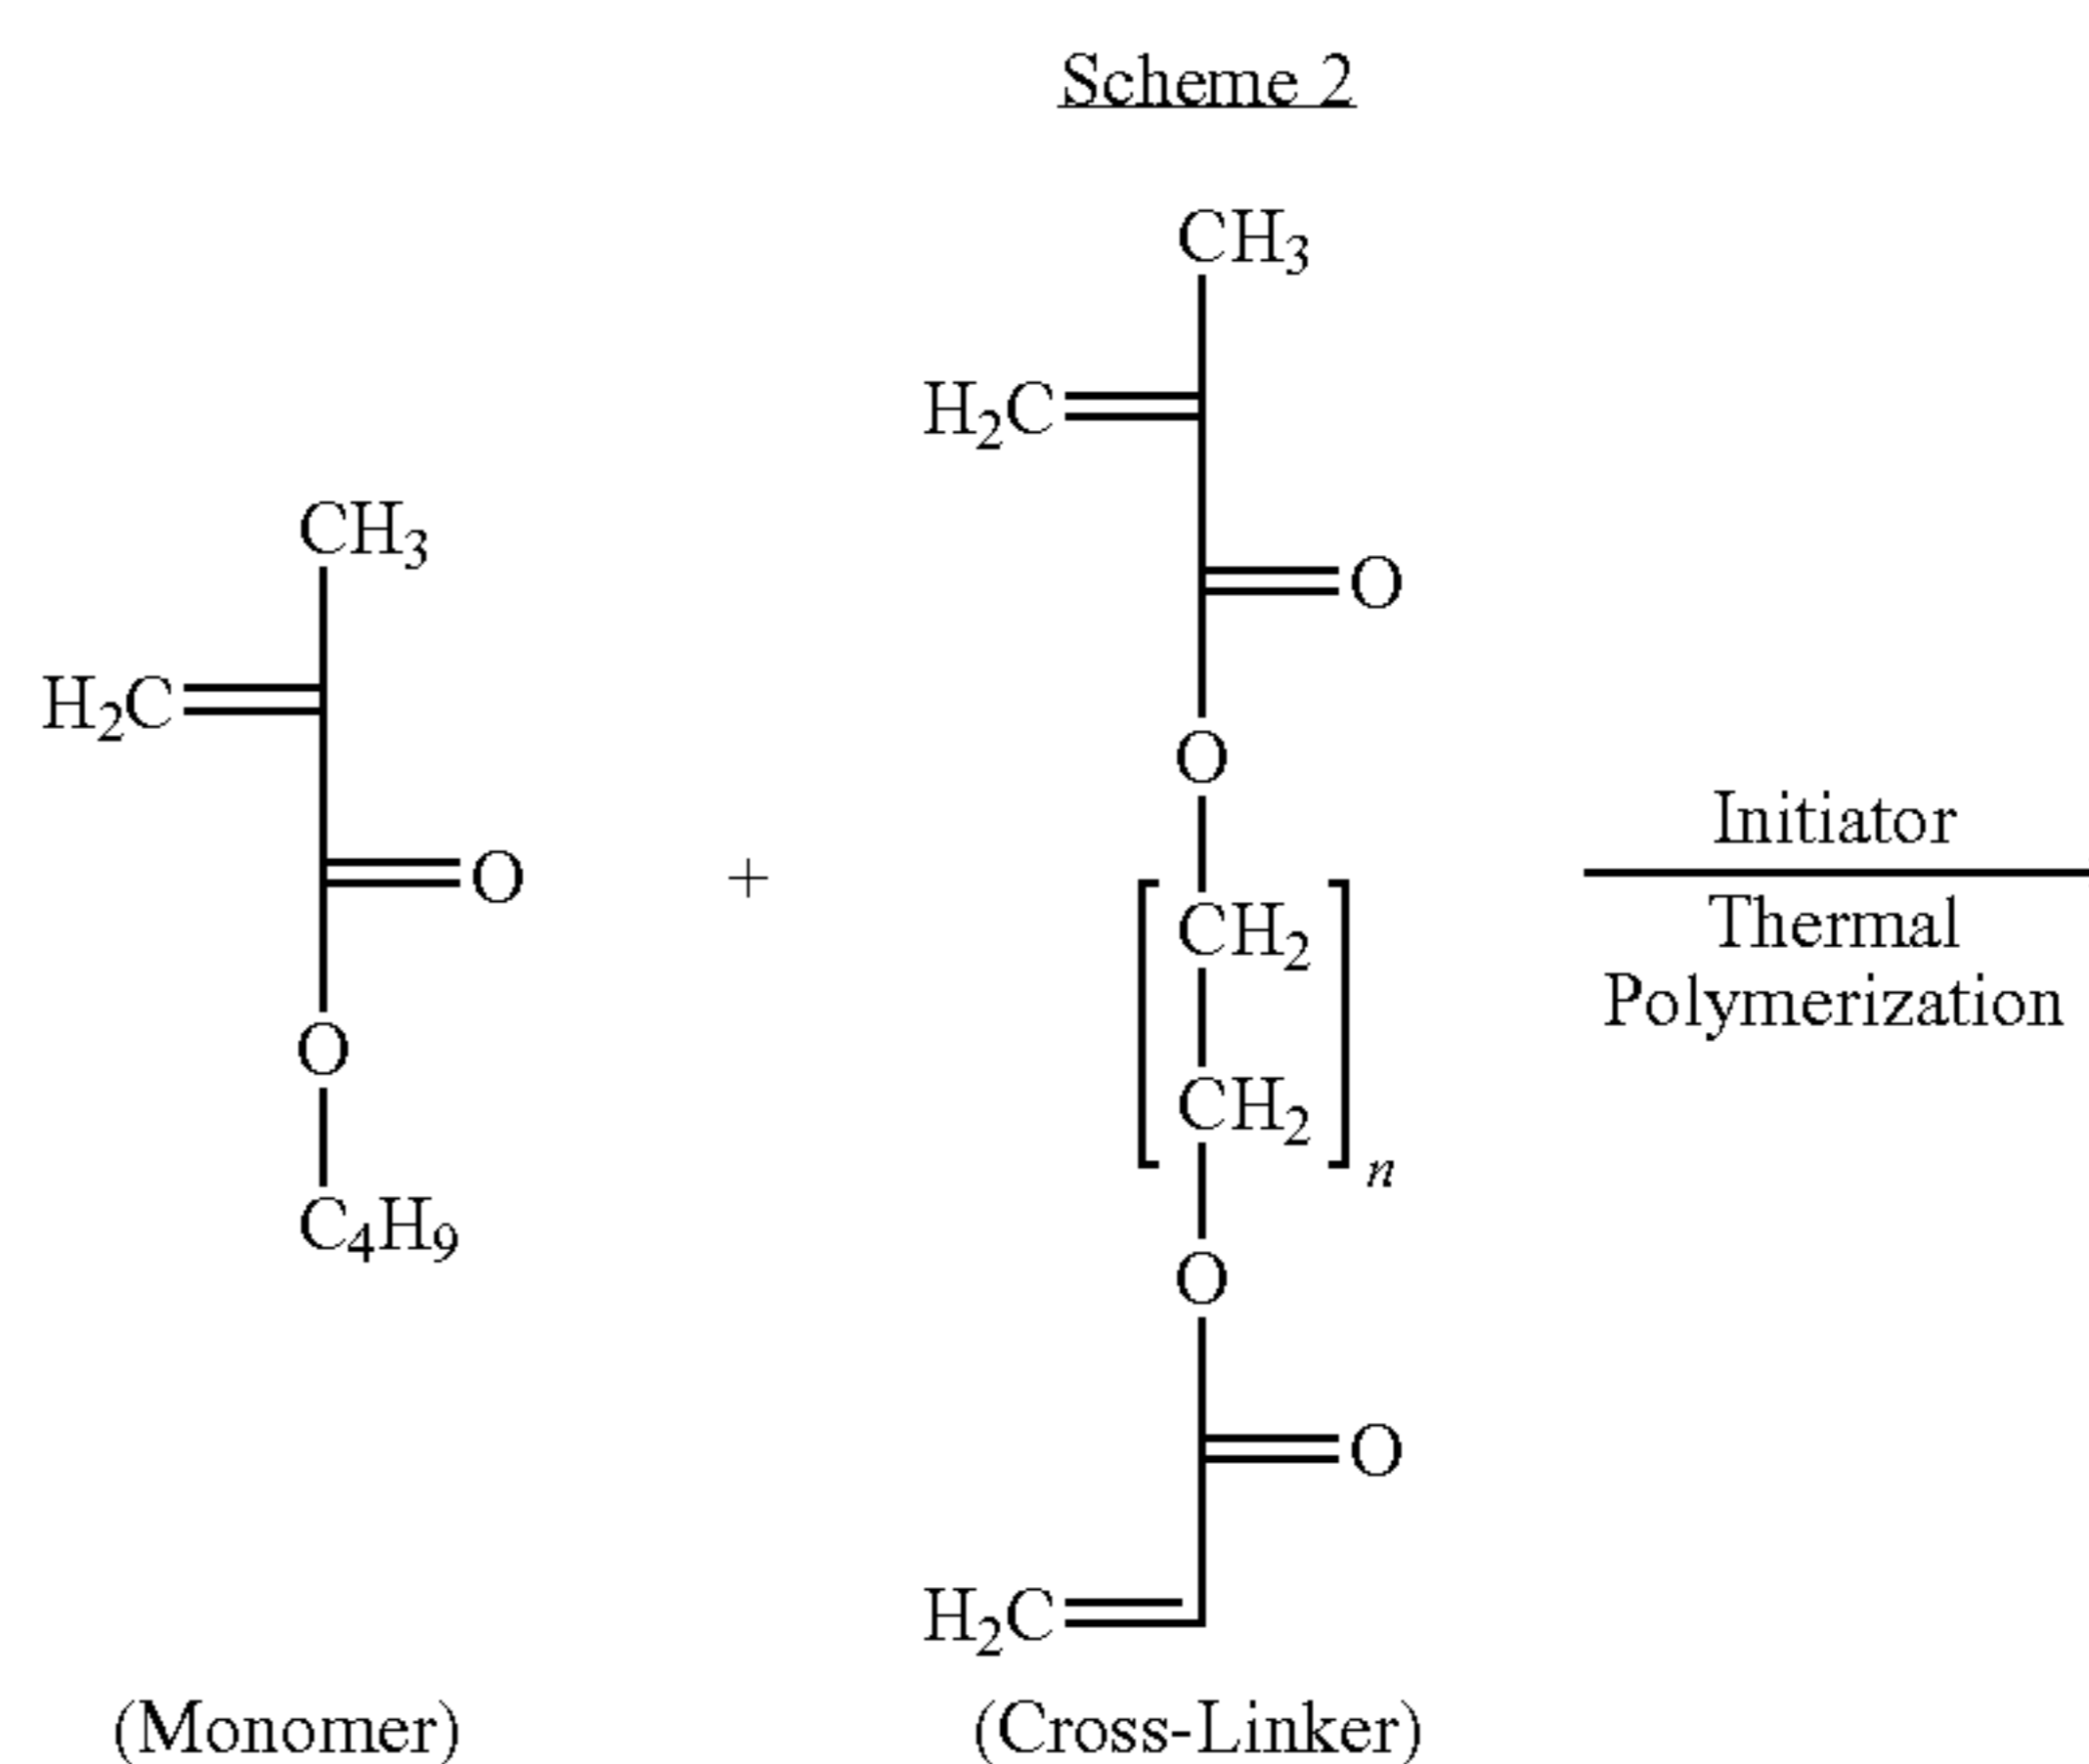 Scheme 2
CH3
H2C
O
O
C4H9
+
CH3
H2C
O
O
CH2
CH2
n
O
O
H2C
Initiator
Thermal
Polymerization
(Monomer)
(Cross-Linker)